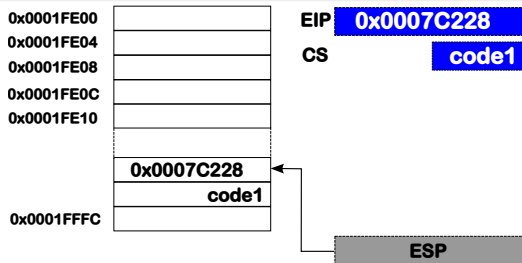 0x0001FE00
0x0001FE04
0x0001FE08
0x0001FE0C
0x0001FE10
0x0007C228
code1
0x0001FFFC
EIP 0x0007C228
CS code1
ESP